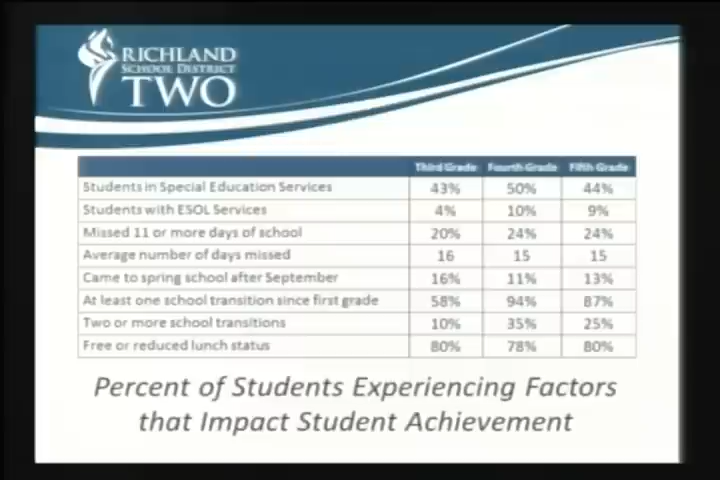 RICHLAND
SCHOOL DISTRICT
TWO
Third Grade Fourth Grade Fifth Grade
Students in Special Education Services 43% 50% 44%
Students with ESOL Services 4% 10% 9%
Missed 11 or more days of school 20% 24% 24%
Average number of days missed 16 15 15
Came to spring school after September 16% 11% 13%
At least one school transition since first grade 58% 94% 87%
Two or more school transitions 10% 35% 25%
Free or reduced lunch status 80% 78% 80%
Percent of Students Experiencing Factors
that Impact Student Achievement